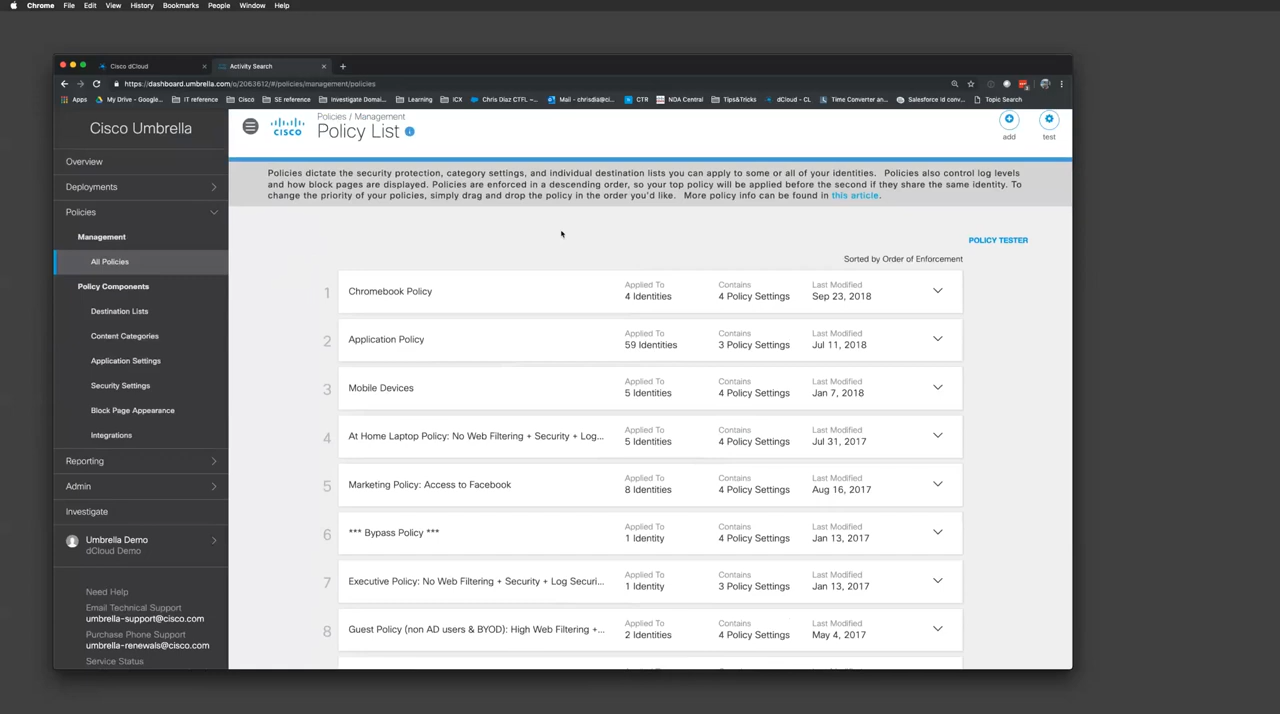 Chrome File Edit View History Bookmarks People Window Help
Cisco dCloud
Activity Search
https://dashboard.umbrella.com/o/2063612/#/policies/management/policies
Apps My Drive - Google... IT reference Cisco SE reference Investigate Domai... Learning ICX Chris Diaz CTFL –... Mail - chrisdia@ci... CTR NDA Central Tips&Tricks dCloud - CL Time Converter an... Salesforce Id conv... Topic Search
Cisco Umbrella
Overview
Deployments
Policies
Management
All Policies
Policy Components
Destination Lists
Content Categories
Application Settings
Security Settings
Block Page Appearance
Integrations
Reporting
Admin
Investigate
Umbrella Demo
dCloud Demo
Need Help
Email Technical Support
umbrella-support@cisco.com
Purchase Phone Support
umbrella-renewals@cisco.com
Service Status
CISCO
Policies / Management
Policy List
add
test
Policies dictate the security protection, category settings, and individual destination lists you can apply to some or all of your identities. Policies also control log levels
and how block pages are displayed. Policies are enforced in a descending order, so your top policy will be applied before the second if they share the same identity. To
change the priority of your policies, simply drag and drop the policy in the order you'd like. More policy info can be found in this article.
POLICY TESTER
Sorted by Order of Enforcement
1 Chromebook Policy
Applied To Contains Last Modified
4 Identities 4 Policy Settings Sep 23, 2018
2 Application Policy
Applied To Contains Last Modified
59 Identities 3 Policy Settings Jul 11, 2018
3 Mobile Devices
Applied To Contains Last Modified
5 Identities 4 Policy Settings Jan 7, 2018
4 At Home Laptop Policy: No Web Filtering + Security + Log...
Applied To Contains Last Modified
5 Identities 4 Policy Settings Jul 31, 2017
5 Marketing Policy: Access to Facebook
Applied To Contains Last Modified
8 Identities 4 Policy Settings Aug 16, 2017
6 *** Bypass Policy ***
Applied To Contains Last Modified
1 Identity 4 Policy Settings Jan 13, 2017
7 Executive Policy: No Web Filtering + Security + Log Securi...
Applied To Contains Last Modified
1 Identity 3 Policy Settings Jan 13, 2017
8 Guest Policy (non AD users & BYOD): High Web Filtering +...
Applied To Contains Last Modified
2 Identities 4 Policy Settings May 4, 2017